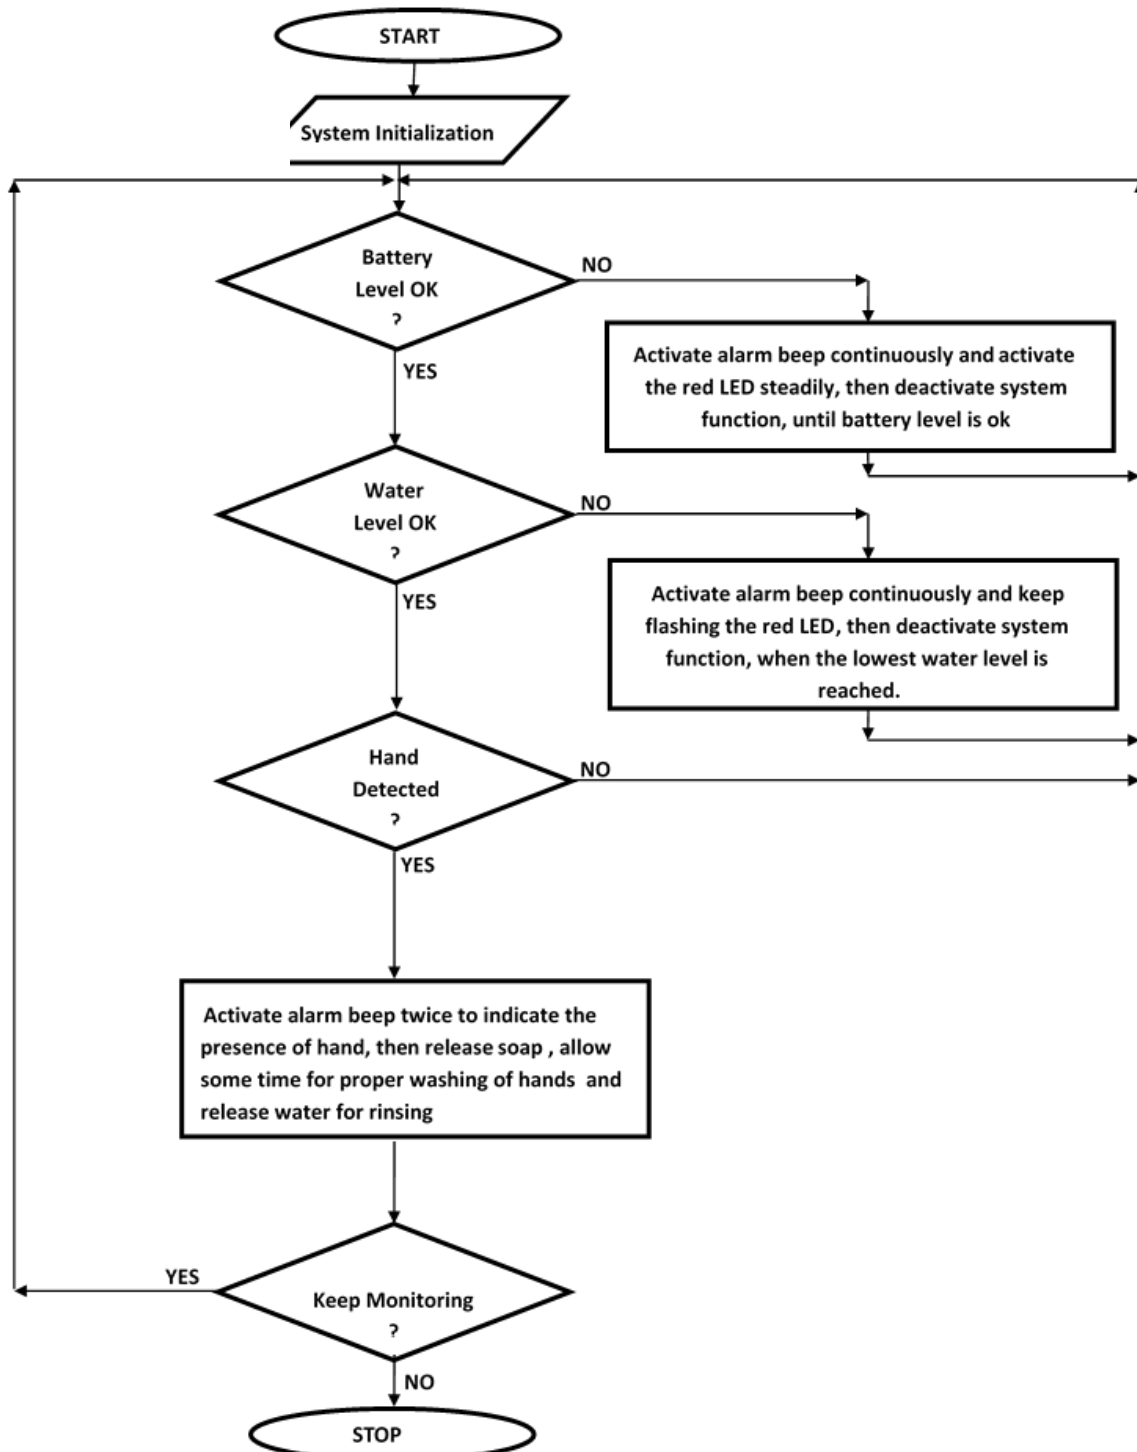 START
System Initialization
Battery
Level OK
?
NO
YES
Activate alarm beep continuously and activate
the red LED steadily, then deactivate system
function, until battery level is ok
Water
Level OK
?
NO
YES
Activate alarm beep continuously and keep
flashing the red LED, then deactivate system
function, when the lowest water level is
reached.
Hand
Detected
?
NO
YES
Activate alarm beep twice to indicate the
presence of hand, then release soap , allow
some time for proper washing of hands and
release water for rinsing
YES
Keep Monitoring
?
NO
STOP